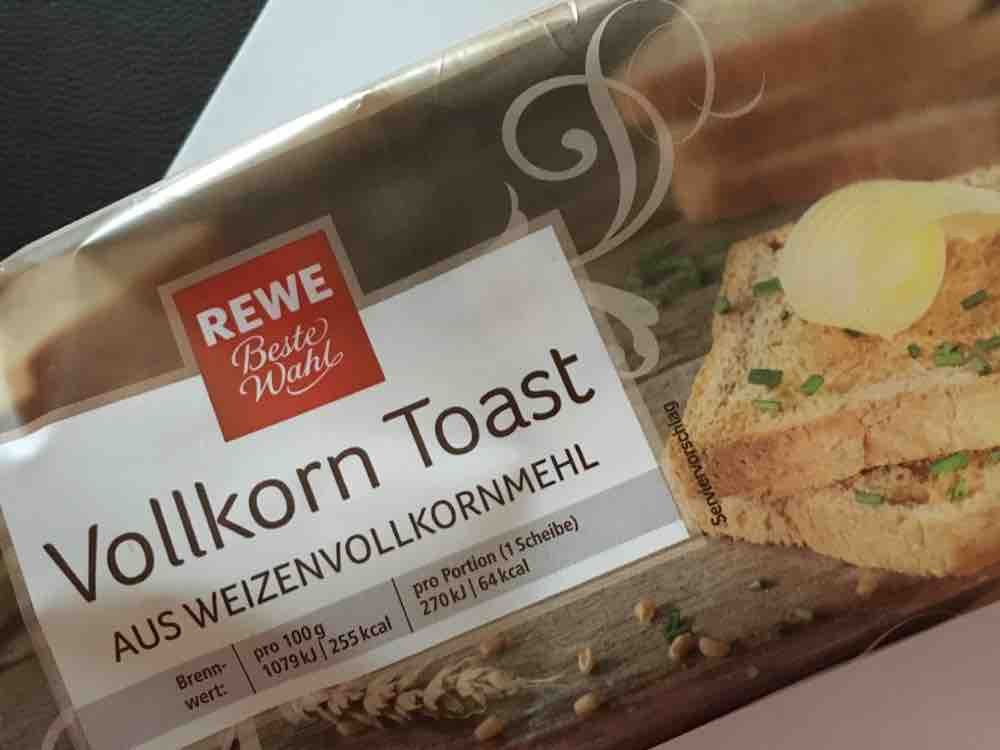 REWE
Beste
Wahl
Vollkorn Toast
AUS WEIZENVOLLKORNMEHL
Brenn-
wert:
pro 100 g
1079 kJ | 255 kcal
pro Portion (1 Scheibe)
270 kJ | 64 kcal
Serviervorschlag